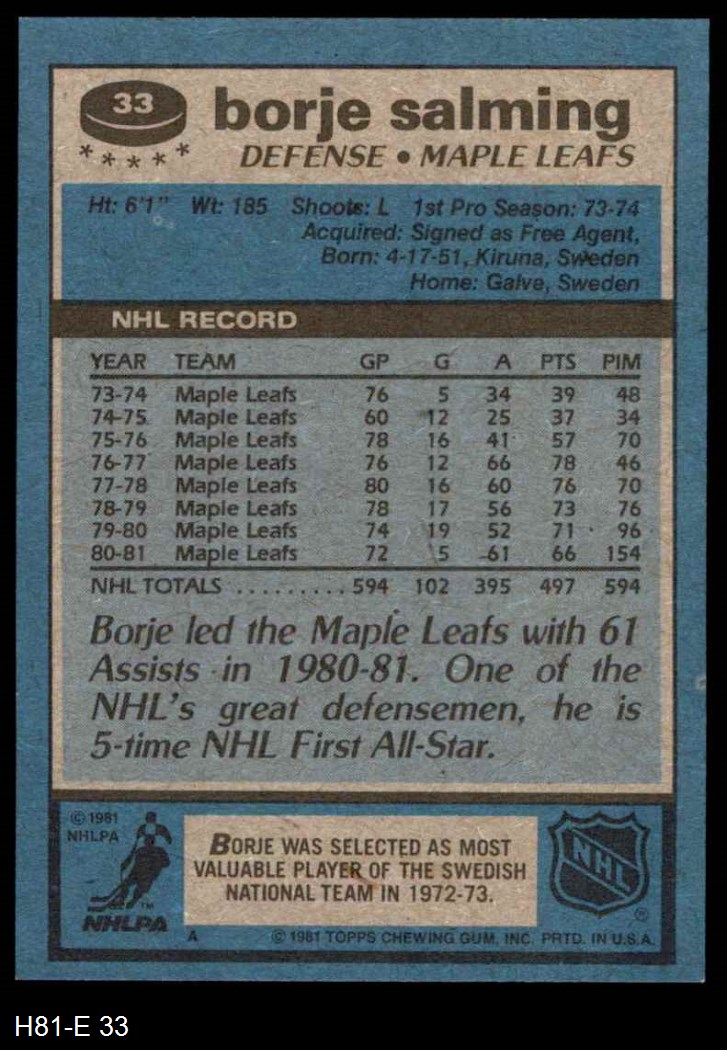 33
borje salming
DEFENSE • MAPLE LEAFS
Ht: 6'1" Wt: 185 Shoots: L 1st Pro Season: 73-74
Acquired: Signed as Free Agent,
Born: 4-17-51, Kiruna, Sweden
Home: Galve, Sweden
NHL RECORD
YEAR TEAM GP G A PTS PIM
73-74 Maple Leafs 76 5 34 39 48
74-75 Maple Leafs 60 12 25 37 34
75-76 Maple Leafs 78 16 41 57 70
76-77 Maple Leafs 76 12 66 78 46
77-78 Maple Leafs 80 16 60 76 70
78-79 Maple Leafs 78 17 56 73 76
79-80 Maple Leafs 74 19 52 71 96
80-81 Maple Leafs 72 5 61 66 154
NHL TOTALS ......... 594 102 395 497 594
Borje led the Maple Leafs with 61
Assists in 1980-81. One of the
NHL's great defensemen, he is
5-time NHL First All-Star.
© 1981
NHLPA
NHLPA
TM
BORJE WAS SELECTED AS MOST
VALUABLE PLAYER OF THE SWEDISH
NATIONAL TEAM IN 1972-73.
NHL
®
A © 1981 TOPPS CHEWING GUM, INC. PRTD. IN U.S.A.
H81-E 33